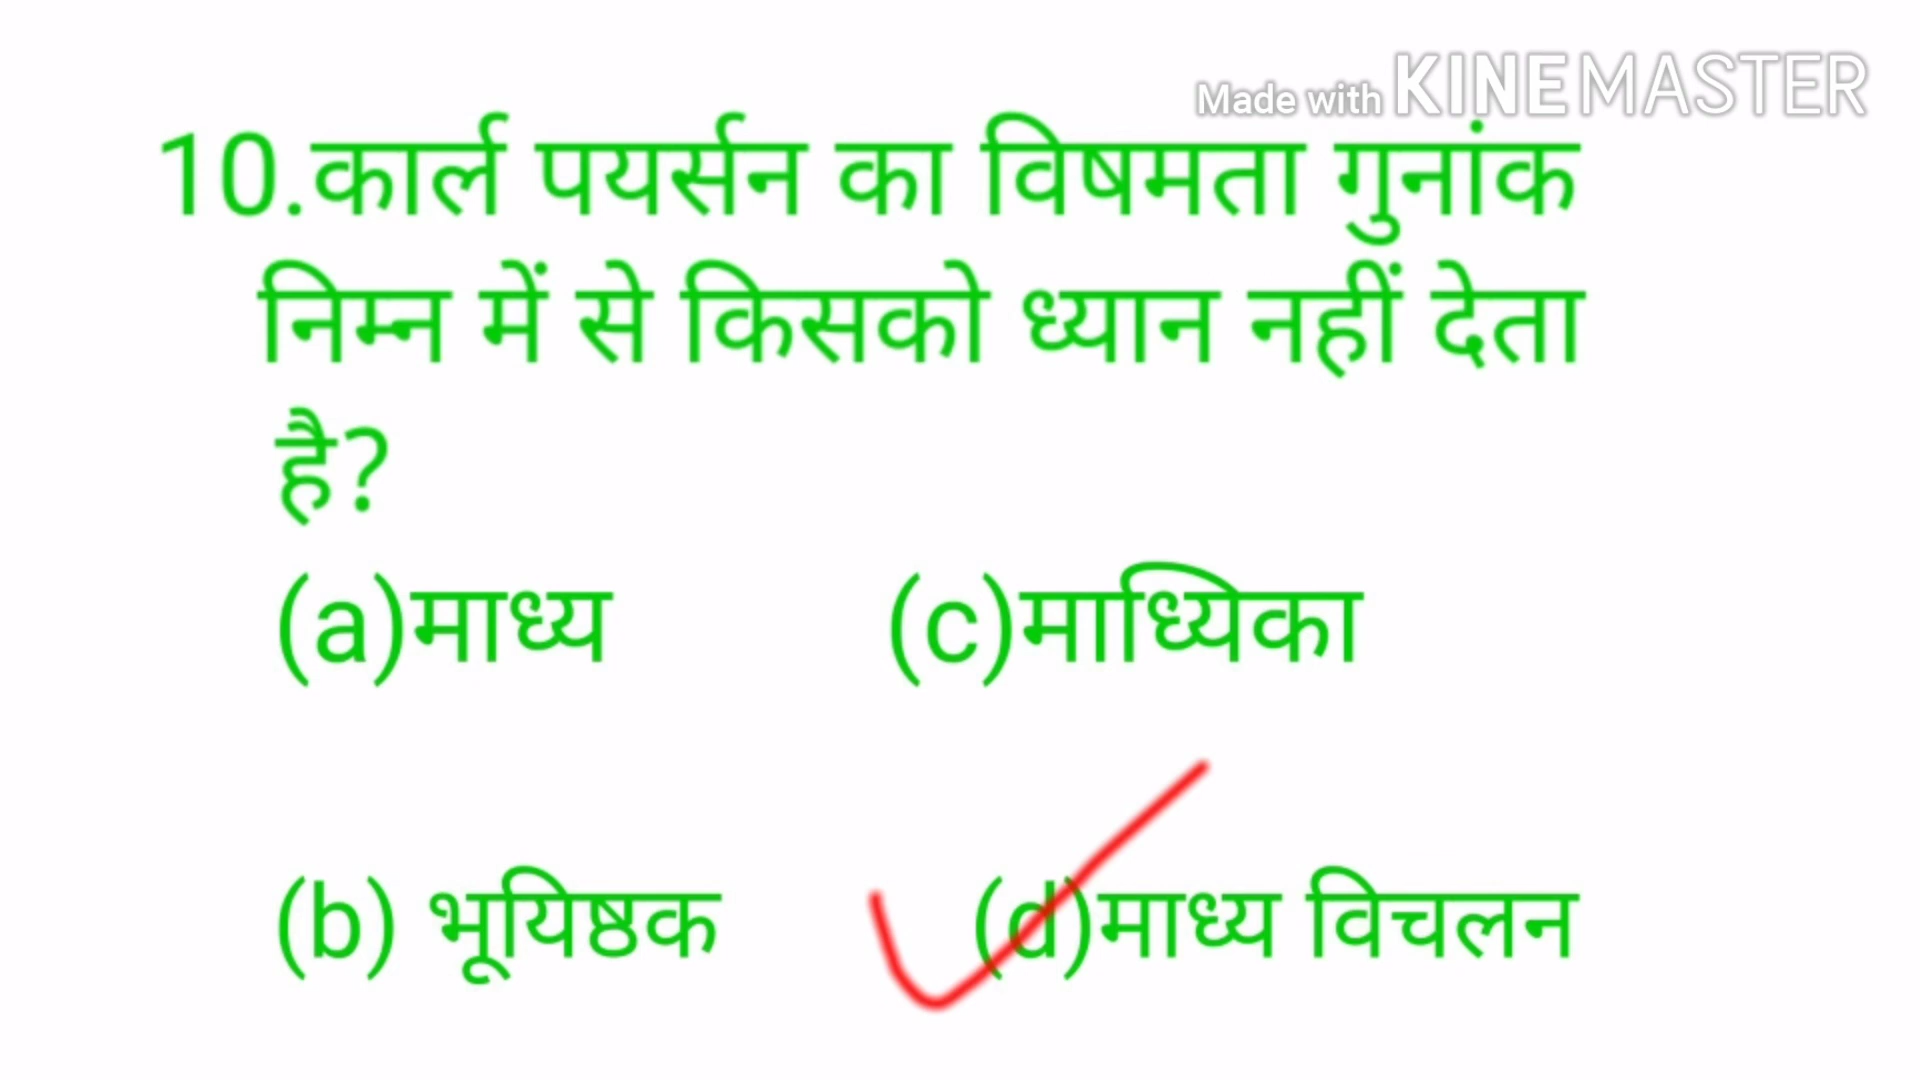 Made with KINEMASTER
10.कार्ल पयर्सन का विषमता गुनांक
निम्न में से किसको ध्यान नहीं देता
है?
(a)माध्य (c)माध्यिका
(b) भूयिष्ठक (d)माध्य विचलन